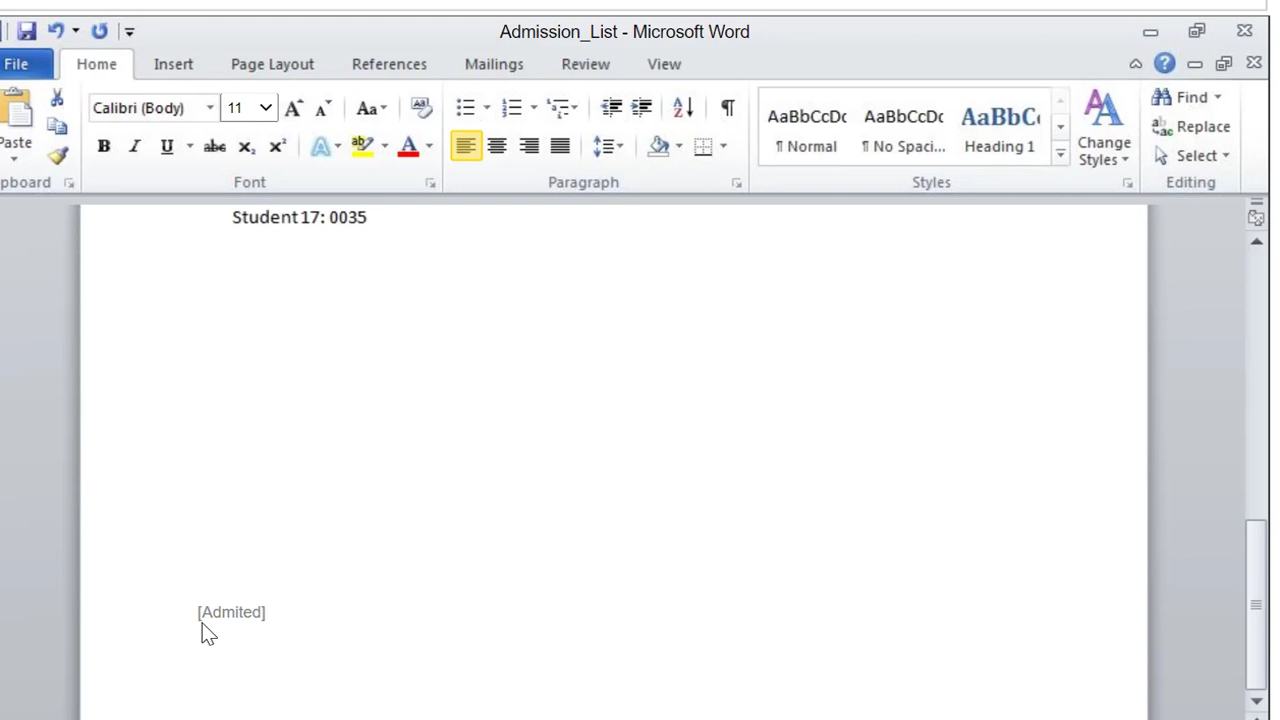 Admission_List - Microsoft Word
File Home Insert Page Layout References Mailings Review View
Calibri (Body) 11 Aa
Paste
B I U abc X₂ X² A ab A
AaBbCcDc AaBbCcDc AaBbC
¶ Normal ¶ No Spaci... Heading 1
Change Styles
Find
Replace
Select
pboard Font Paragraph Styles Editing
Student 17: 0035
[Admited]